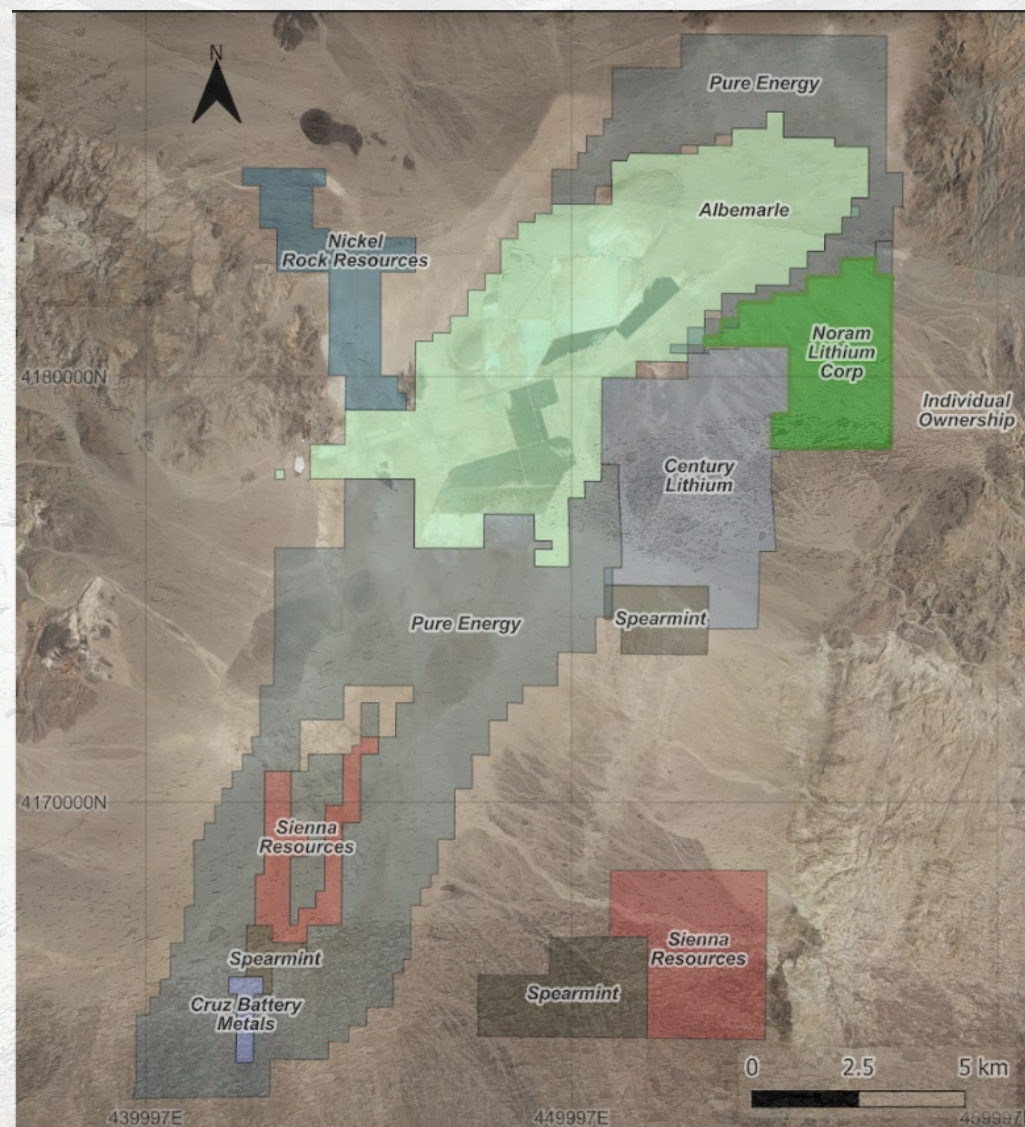 N
Pure Energy
Albemarle
Nickel
Rock Resources
Noram
Lithium
Corp
4180000N
Individual
Ownership
Century
Lithium
Pure Energy
Spearmint
4170000N
Sienna
Resources
Sienna
Resources
Spearmint
Spearmint
Cruz Battery
Metals
0
2.5
5 km
439997E
449997E
459997